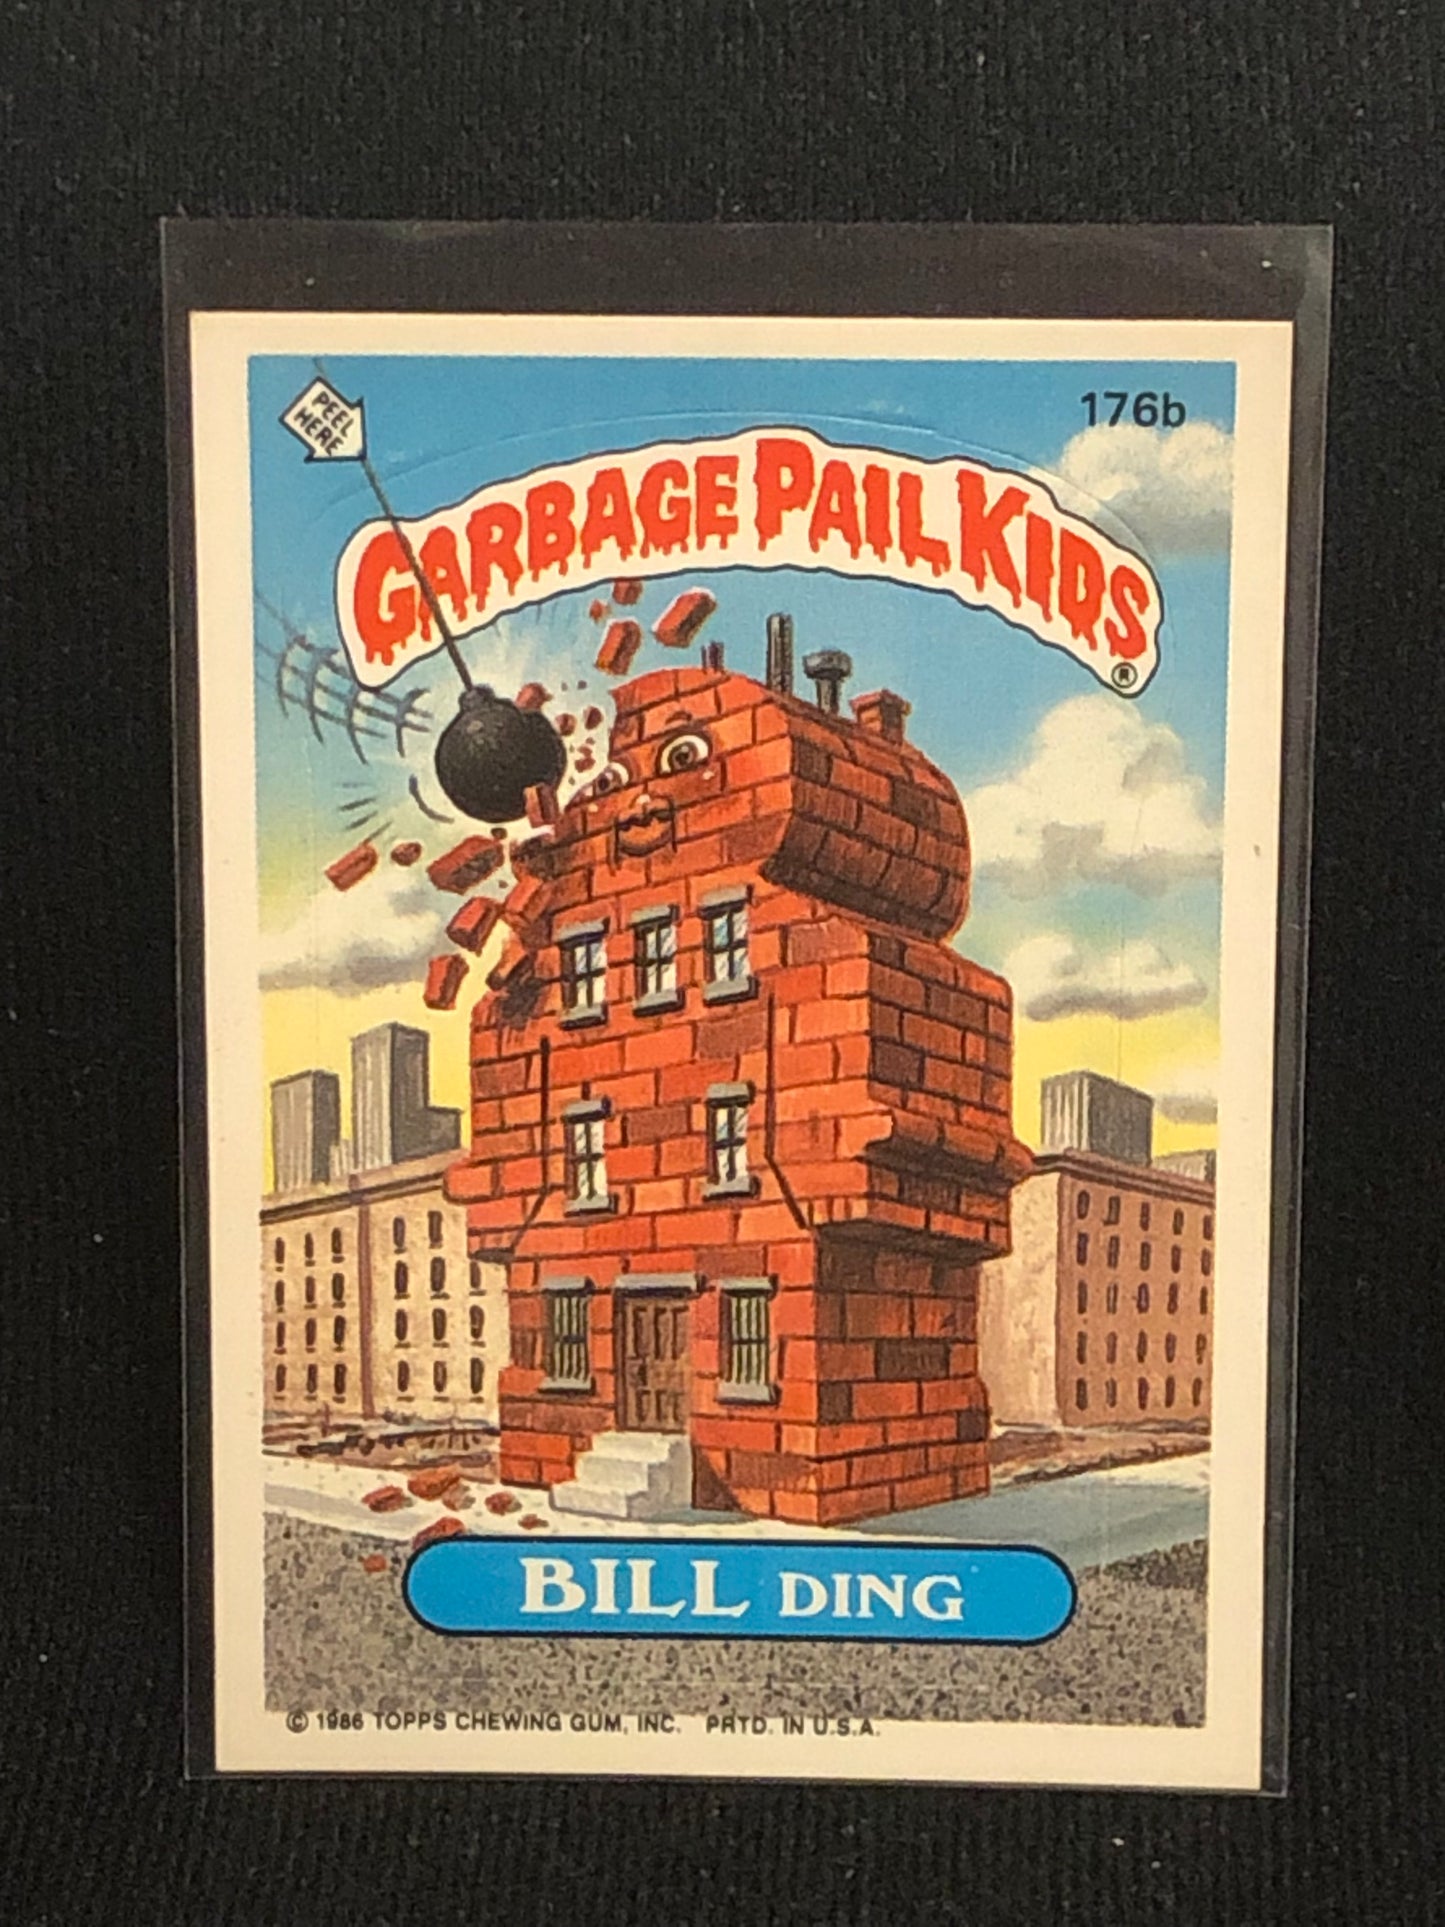 PEEL
HERE
176b
GARBAGE PAIL KIDS
®
BILL DING
© 1986 TOPPS CHEWING GUM, INC. PRTD. IN U.S.A.